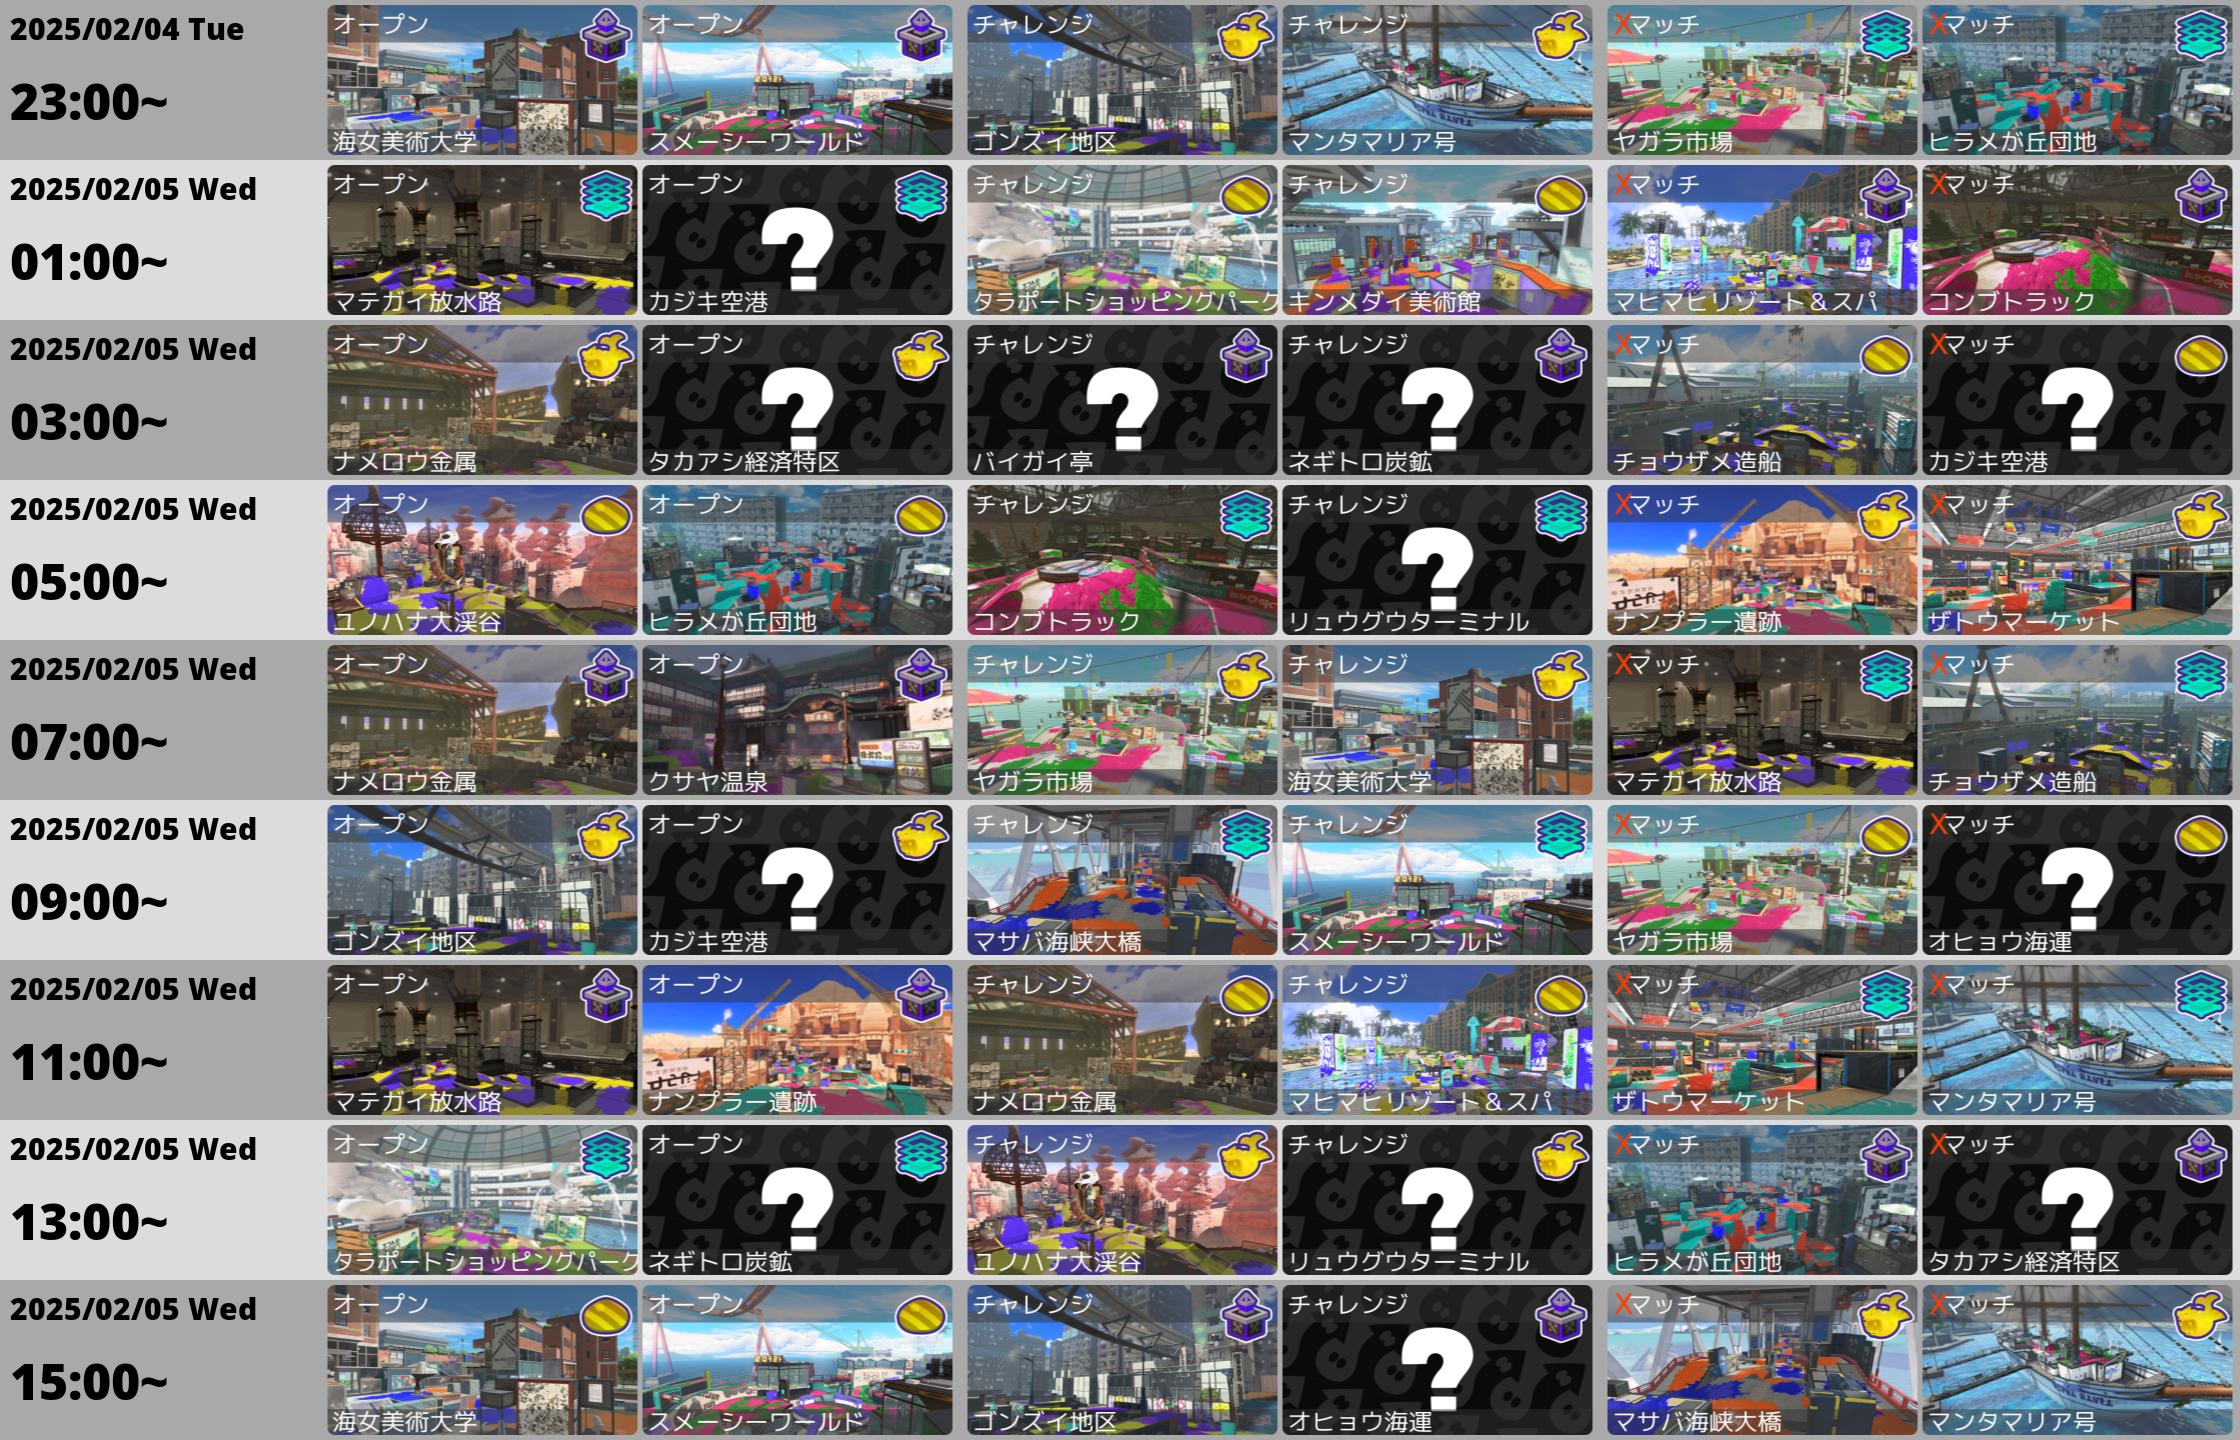 2025/02/04 Tue
23:00~
オープン
海女美術大学
オープン
スメーシーワールド
チャレンジ
ゴンズイ地区
チャレンジ
マンタマリア号
Xマッチ
ヤガラ市場
Xマッチ
ヒラメが丘団地
2025/02/05 Wed
01:00~
オープン
マテガイ放水路
オープン
?
カジキ空港
チャレンジ
タラポートショッピングパーク
チャレンジ
キンメダイ美術館
Xマッチ
マヒマヒリゾート&スパ
Xマッチ
コンブトラック
2025/02/05 Wed
03:00~
オープン
ナメロウ金属
オープン
?
タカアシ経済特区
チャレンジ
?
バイガイ亭
チャレンジ
?
ネギトロ炭鉱
Xマッチ
チョウザメ造船
Xマッチ
?
カジキ空港
2025/02/05 Wed
05:00~
オープン
ユノハナ大渓谷
オープン
ヒラメが丘団地
チャレンジ
コンブトラック
チャレンジ
?
リュウグウターミナル
Xマッチ
ナンプラー遺跡
Xマッチ
ザトウマーケット
2025/02/05 Wed
07:00~
オープン
ナメロウ金属
オープン
クサヤ温泉
チャレンジ
ヤガラ市場
チャレンジ
海女美術大学
Xマッチ
マテガイ放水路
Xマッチ
チョウザメ造船
2025/02/05 Wed
09:00~
オープン
ゴンズイ地区
オープン
?
カジキ空港
チャレンジ
マサバ海峡大橋
チャレンジ
スメーシーワールド
Xマッチ
ヤガラ市場
Xマッチ
?
オヒョウ海運
2025/02/05 Wed
11:00~
オープン
マテガイ放水路
オープン
ナンプラー遺跡
チャレンジ
ナメロウ金属
チャレンジ
マヒマヒリゾート&スパ
Xマッチ
ザトウマーケット
Xマッチ
マンタマリア号
2025/02/05 Wed
13:00~
オープン
タラポートショッピングパーク
オープン
?
ネギトロ炭鉱
チャレンジ
ユノハナ大渓谷
チャレンジ
?
リュウグウターミナル
Xマッチ
ヒラメが丘団地
Xマッチ
?
タカアシ経済特区
2025/02/05 Wed
15:00~
オープン
海女美術大学
オープン
スメーシーワールド
チャレンジ
ゴンズイ地区
チャレンジ
?
オヒョウ海運
Xマッチ
マサバ海峡大橋
Xマッチ
マンタマリア号